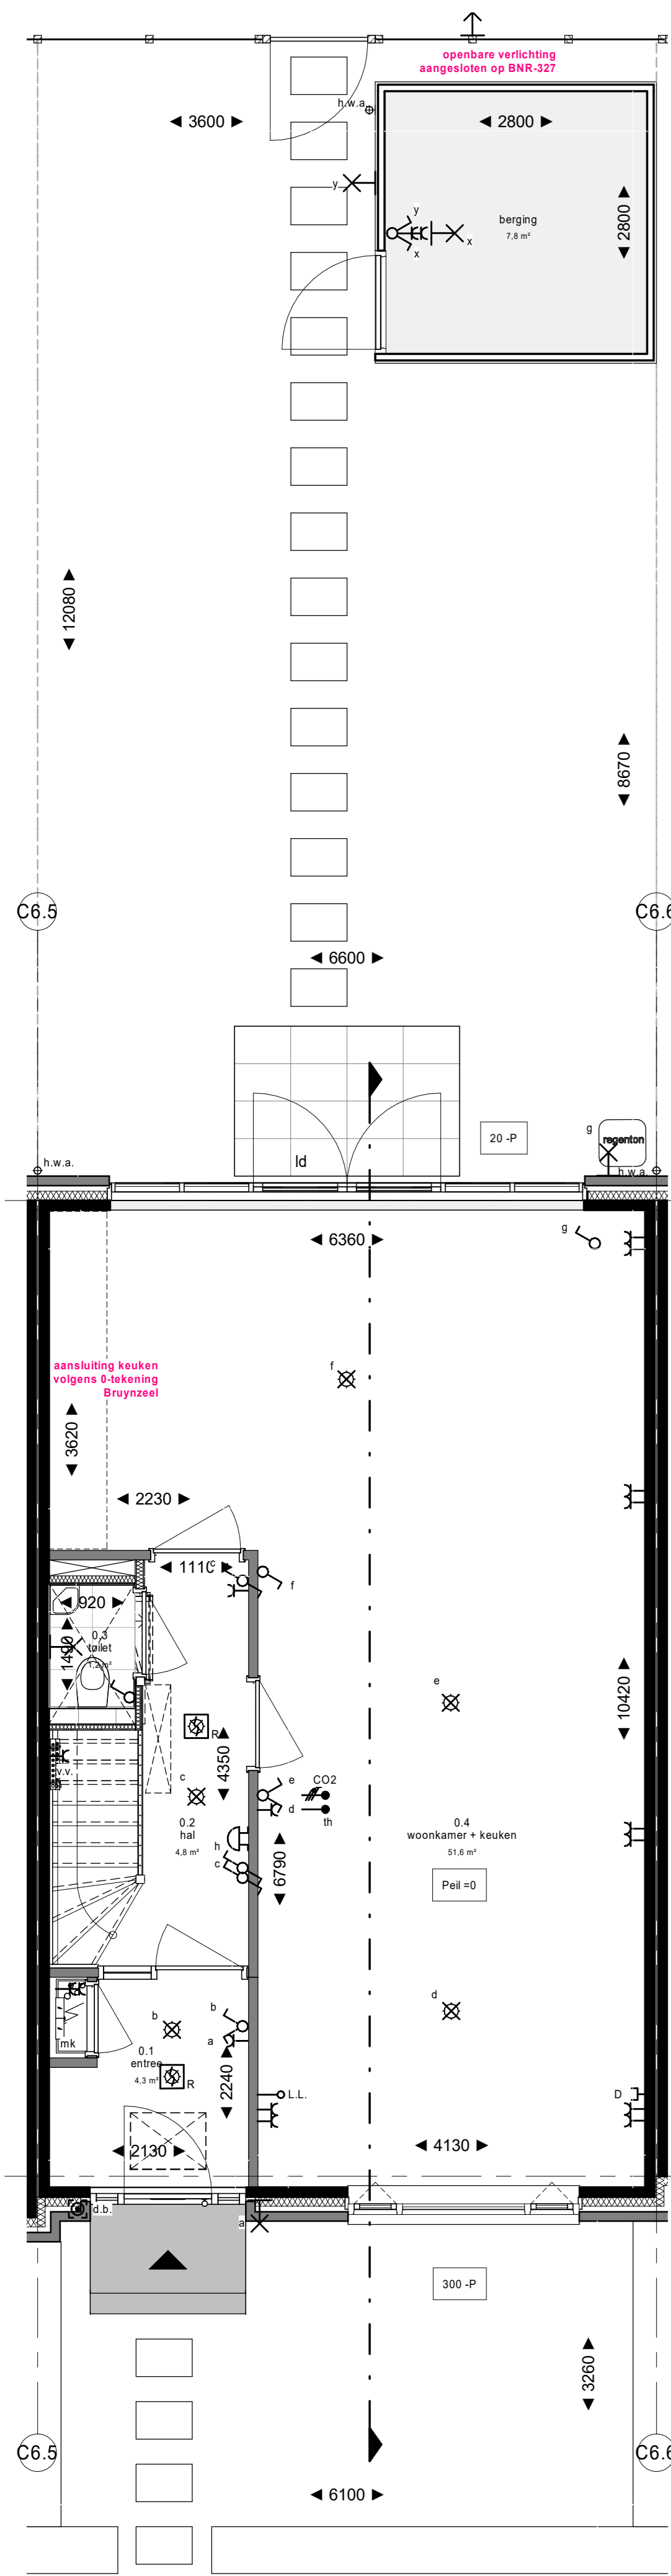 openbare verlichting
aangesloten op BNR-327
h.w.a.
3600
2800
y
y
x
x
berging
7,8 m²
2800
12080
8670
C6.5
C6.6
6600
20 -P
g
regenton
h.w.a.
h.w.a.
ld
6360
g
f
aansluiting keuken
volgens 0-tekening
Bruynzeel
3620
2230
1110
c
f
920
1490
0.3
toilet
1,2 m²
e
10420
R
4350
v.v.
c
e
CO2
d
th
0.2
hal
4,8 m²
0.4
woonkamer + keuken
51,6 m²
h
c
6790
Peil =0
b
b
d
a
mk
0.1
entree
4,3 m²
R
2240
L.L.
D
2130
4130
d.b.
a
300 -P
3260
C6.5
C6.6
6100